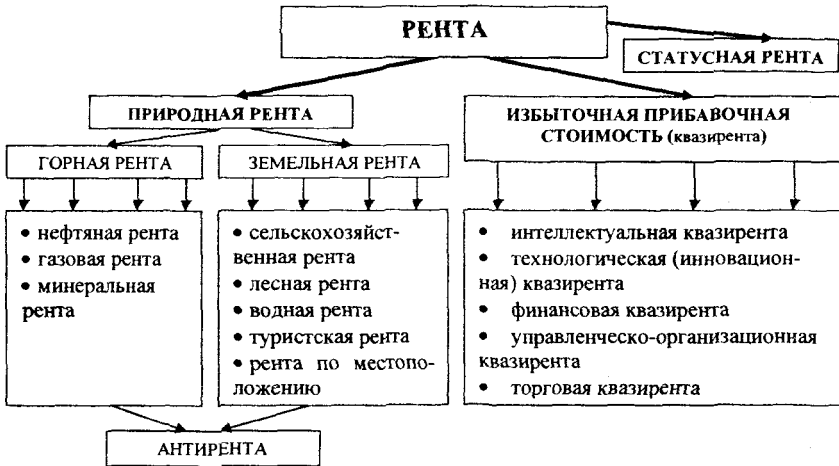 РЕНТА
СТАТУСНАЯ РЕНТА
ПРИРОДНАЯ РЕНТА
ИЗБЫТОЧНАЯ ПРИБАВОЧНАЯ
СТОИМОСТЬ (квазирента)
ГОРНАЯ РЕНТА
ЗЕМЕЛЬНАЯ РЕНТА
• нефтяная рента
• газовая рента
• минеральная
рента
• сельскохозяйст-
венная рента
• лесная рента
• водная рента
• туристская рента
• рента по местопо-
ложению
• интеллектуальная квазирента
• технологическая (инновацион-
ная) квазирента
• финансовая квазирента
• управленческо-организационная
квазирента
• торговая квазирента
АНТИРЕНТА